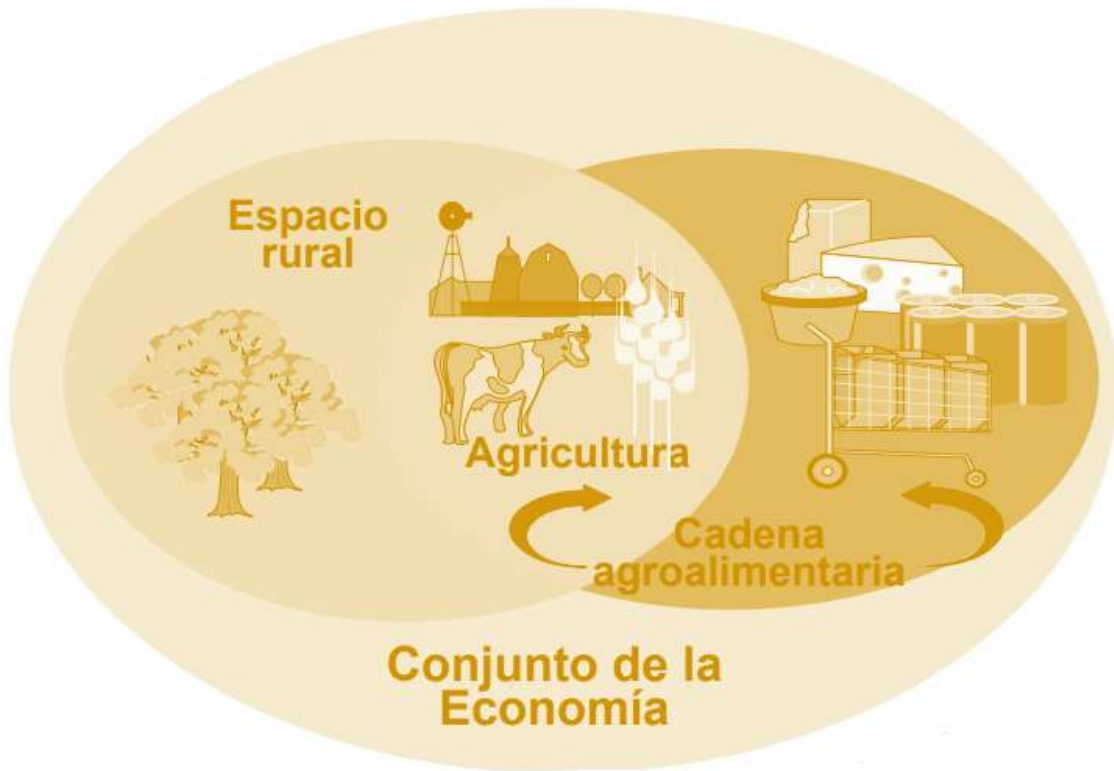 Espacio
rural
Agricultura
Cadena
agroalimentaria
Conjunto de la
Economía